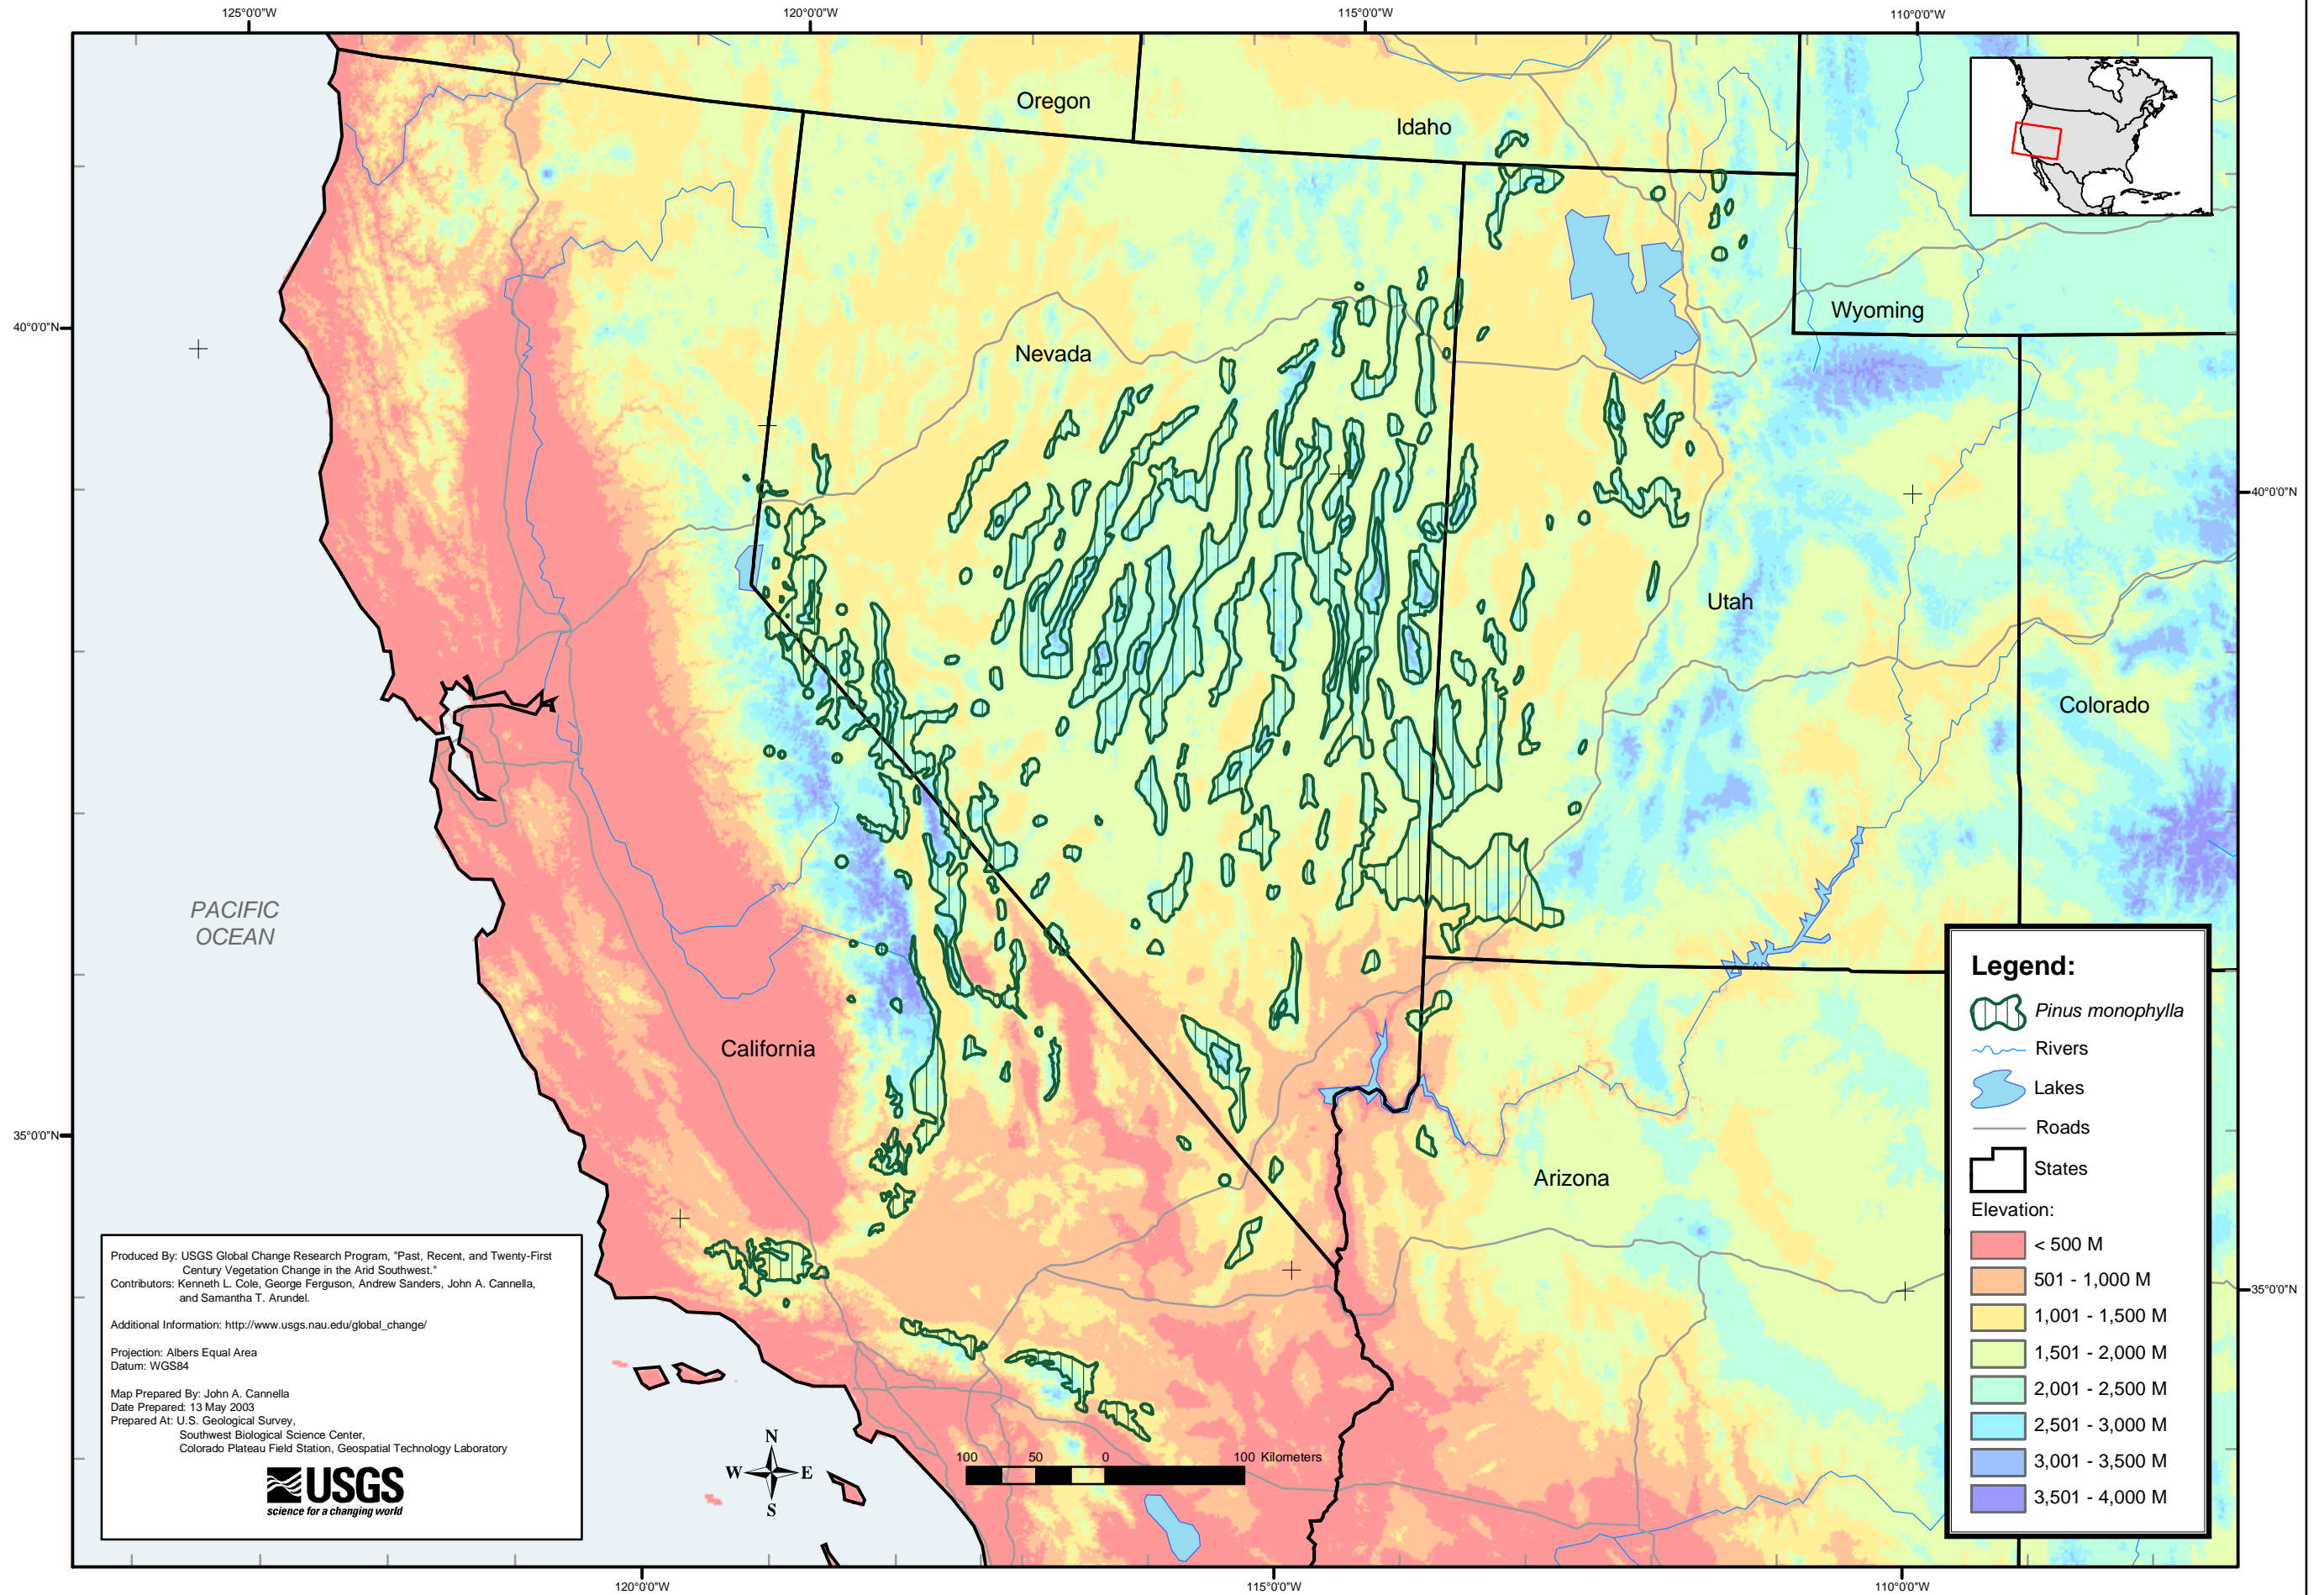 125°0'0"W
120°0'0"W
115°0'0"W
110°0'0"W
Oregon
Idaho
Wyoming
40°0'0"N
Nevada
40°0'0"N
Utah
Colorado
PACIFIC
OCEAN
California
35°0'0"N
Arizona
35°0'0"N
Legend:
Pinus monophylla
Rivers
Lakes
Roads
States
Elevation:
< 500 M
501 - 1,000 M
1,001 - 1,500 M
1,501 - 2,000 M
2,001 - 2,500 M
2,501 - 3,000 M
3,001 - 3,500 M
3,501 - 4,000 M
Produced By: USGS Global Change Research Program, "Past, Recent, and Twenty-First
Century Vegetation Change in the Arid Southwest."
Contributors: Kenneth L. Cole, George Ferguson, Andrew Sanders, John A. Cannella,
and Samantha T. Arundel.
Additional Information: http://www.usgs.nau.edu/global_change/
Projection: Albers Equal Area
Datum: WGS84
Map Prepared By: John A. Cannella
Date Prepared: 13 May 2003
Prepared At: U.S. Geological Survey,
Southwest Biological Science Center,
Colorado Plateau Field Station, Geospatial Technology Laboratory
USGS
science for a changing world
N
W E
S
100 50 0 100 Kilometers
120°0'0"W
115°0'0"W
110°0'0"W